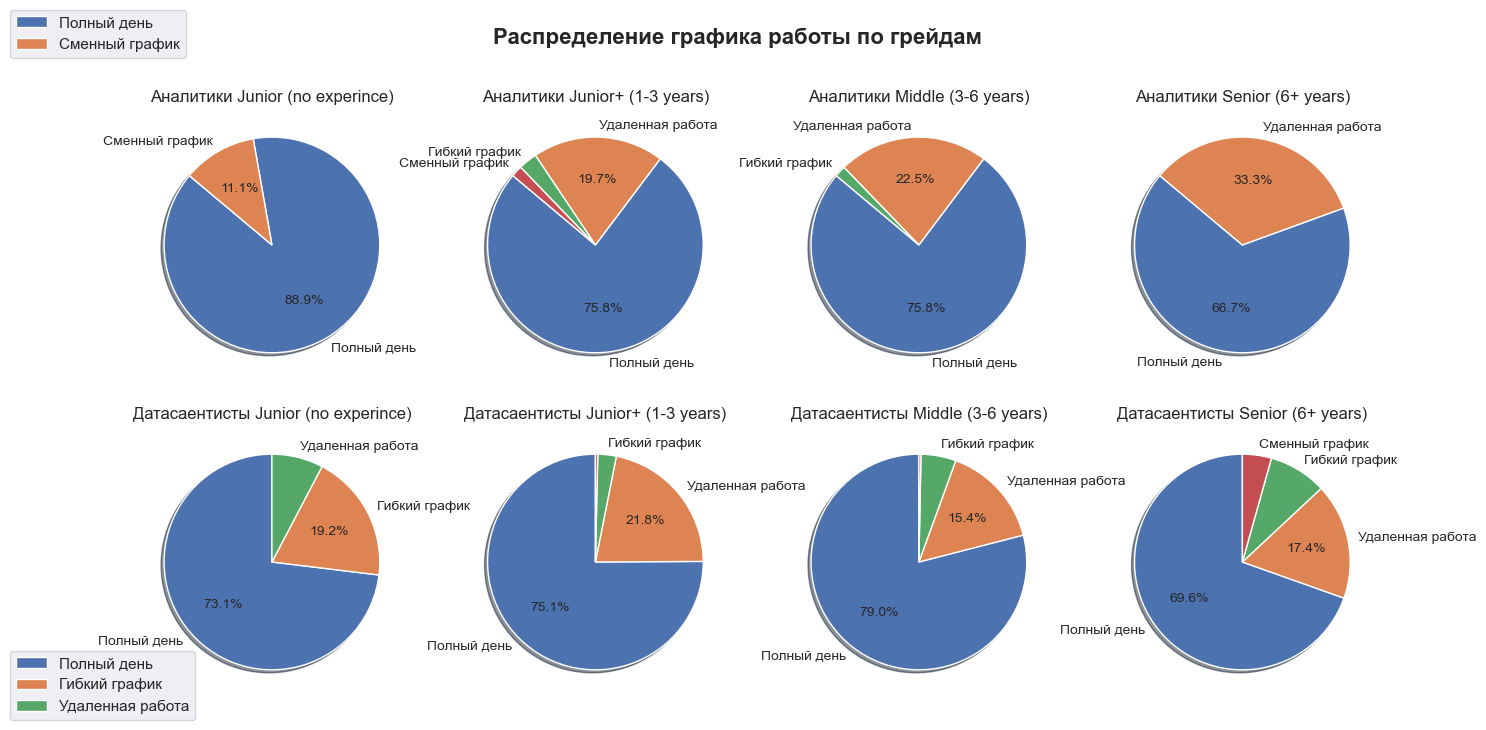 Полный день
Сменный график
Распределение графика работы по грейдам
Аналитики Junior (no experince)
Сменный график
11.1%
88.9%
Полный день
Аналитики Junior+ (1-3 years)
Удаленная работа
Гибкий график
Сменный график
19.7%
75.8%
Полный день
Аналитики Middle (3-6 years)
Удаленная работа
Гибкий график
22.5%
75.8%
Полный день
Аналитики Senior (6+ years)
Удаленная работа
33.3%
66.7%
Полный день
Датасаентисты Junior (no experince)
Удаленная работа
Гибкий график
19.2%
73.1%
Полный день
Датасаентисты Junior+ (1-3 years)
Гибкий график
Удаленная работа
21.8%
75.1%
Полный день
Датасаентисты Middle (3-6 years)
Гибкий график
Удаленная работа
15.4%
79.0%
Полный день
Датасаентисты Senior (6+ years)
Сменный график
Гибкий график
Удаленная работа
17.4%
69.6%
Полный день
Полный день
Гибкий график
Удаленная работа